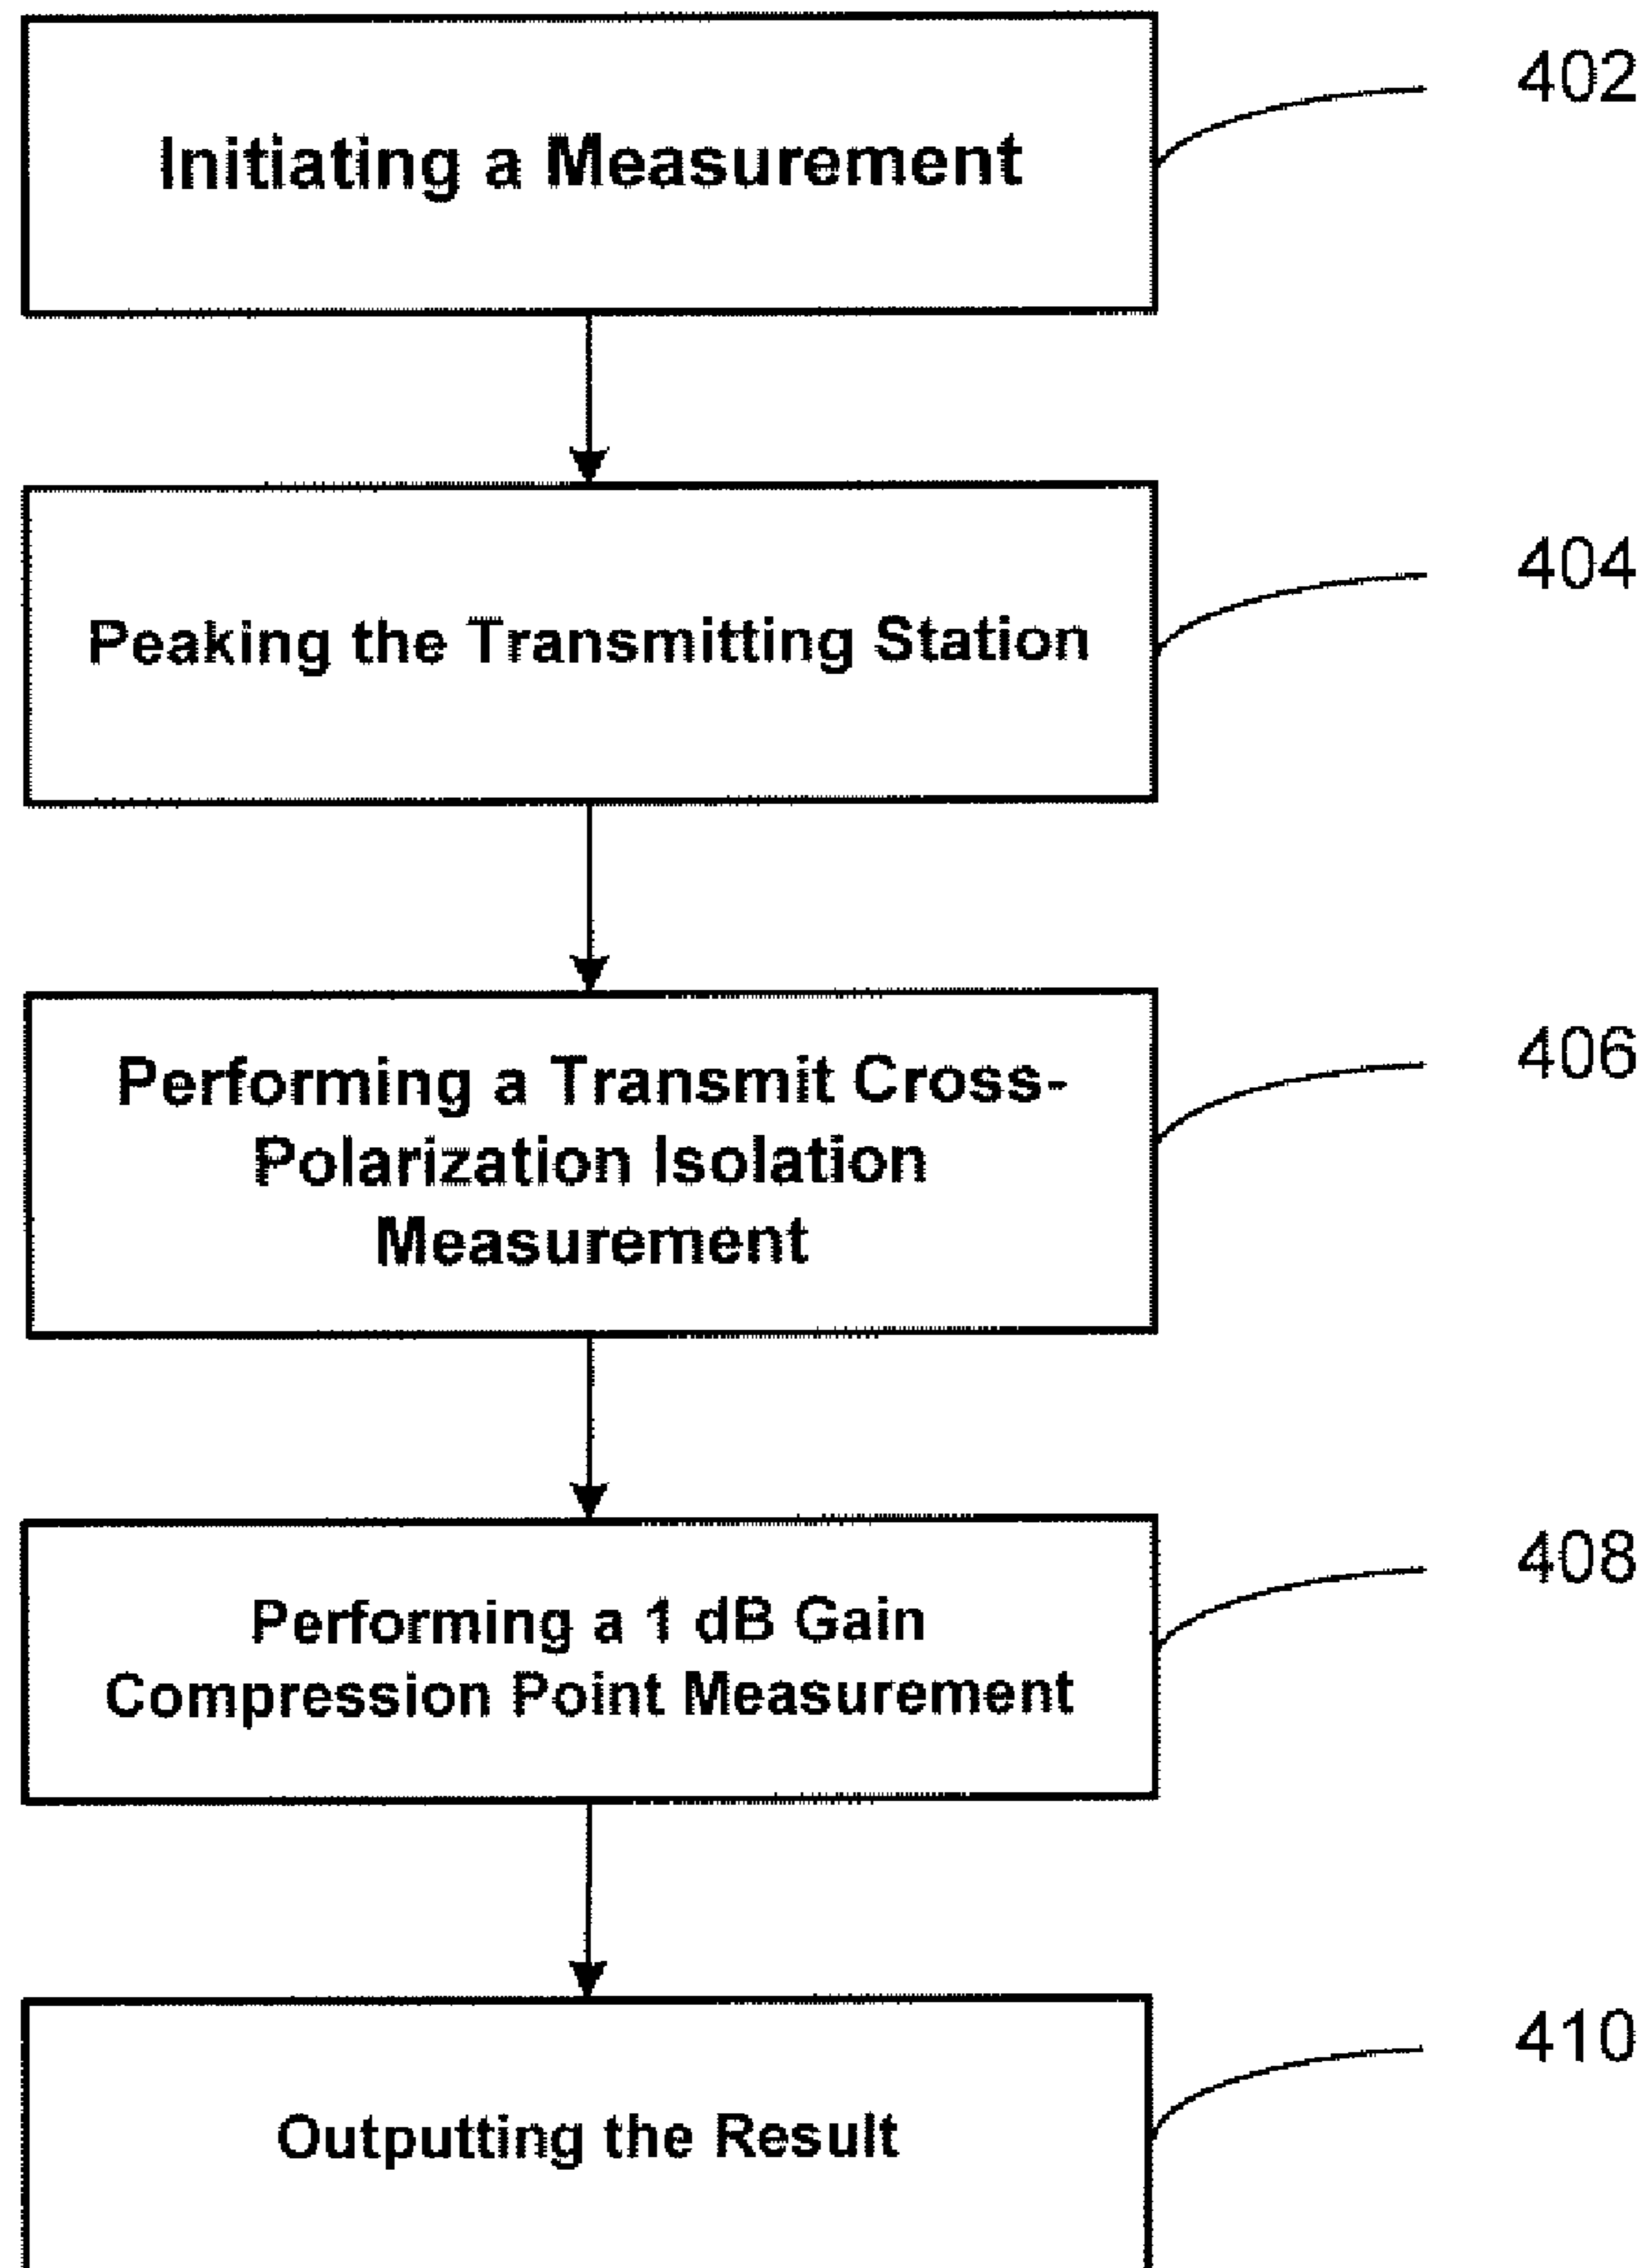 402
Initiating a Measurement
404
Peaking the Transmitting Station
406
Performing a Transmit Cross-
Polarization Isolation
Measurement
408
Performing a 1 dB Gain
Compression Point Measurement
410
Outputting the Result